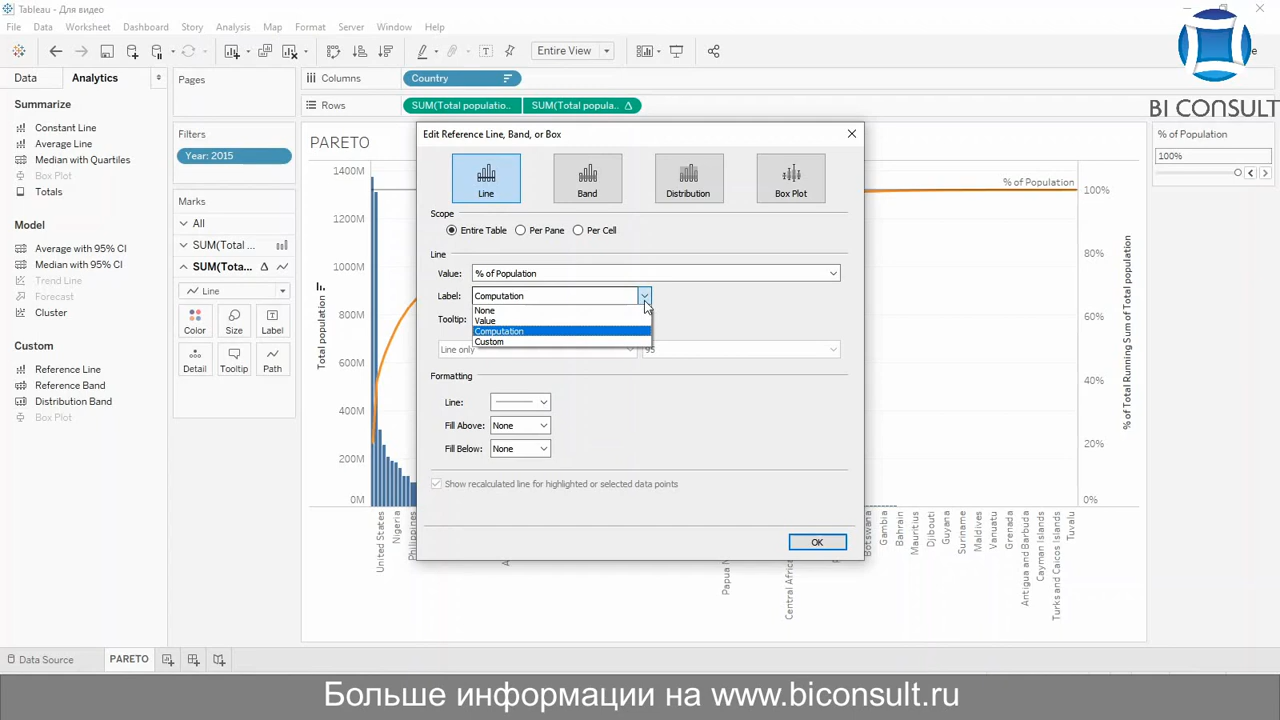 Tableau - Для видео
File Data Worksheet Dashboard Story Analysis Map Format Server Window Help
Entire View
Data Analytics
Summarize
Constant Line
Average Line
Median with Quartiles
Box Plot
Totals
Model
Average with 95% CI
Median with 95% CI
Trend Line
Forecast
Cluster
Custom
Reference Line
Reference Band
Distribution Band
Box Plot
Pages
Filters
Year: 2015
Marks
All
SUM(Total ...
SUM(Tota...
Line
Color Size Label
Detail Tooltip Path
Columns Country
Rows SUM(Total populatio.. SUM(Total popula..
PARETO
1400M
1200M
1000M
800M
600M
400M
200M
0M
Total population
United States
Nigeria
Philippines
Edit Reference Line, Band, or Box
Line Band Distribution Box Plot
Scope
Entire Table Per Pane Per Cell
Line
Value: % of Population
Label: Computation
None
Value
Computation
Custom
Tooltip:
Line only 95
Formatting
Line:
Fill Above: None
Fill Below: None
Show recalculated line for highlighted or selected data points
OK
% of Population
100%
80%
60%
40%
20%
0%
% of Total Running Sum of Total population
Botswana
Gambia
Bahrain
Mauritius
Djibouti
Guyana
Suriname
Maldives
Vanuatu
Grenada
Antigua and Barbuda
Cayman Islands
Turks and Caicos Islands
Tuvalu
BI CONSULT
% of Population
100%
Data Source PARETO
Больше информации на www.biconsult.ru